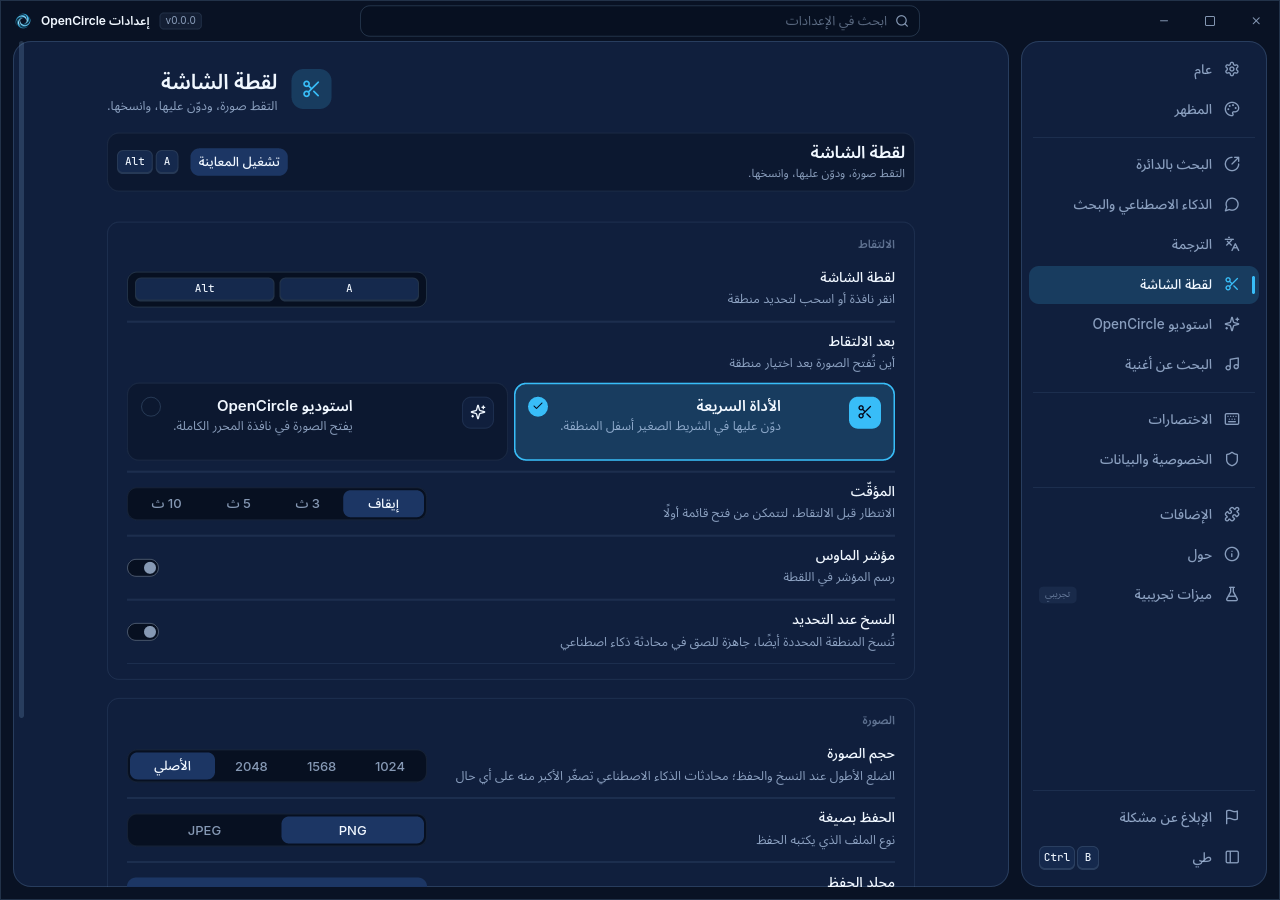 إعدادات OpenCircle
v0.0.0
ابحث في الإعدادات
عام
المظهر
البحث بالدائرة
الذكاء الاصطناعي والبحث
الترجمة
لقطة الشاشة
استوديو OpenCircle
البحث عن أغنية
الاختصارات
الخصوصية والبيانات
الإضافات
حول
ميزات تجريبية
تجريبي
الإبلاغ عن مشكلة
طي
Ctrl B
لقطة الشاشة
التقط صورة، ودوّن عليها، وانسخها.
لقطة الشاشة
التقط صورة، ودوّن عليها، وانسخها.
تشغيل المعاينة
Alt A
الالتقاط
لقطة الشاشة
انقر نافذة أو اسحب لتحديد منطقة
Alt A
بعد الالتقاط
أين تُفتح الصورة بعد اختيار منطقة
الأداة السريعة
دوّن عليها في الشريط الصغير أسفل المنطقة.
استوديو OpenCircle
يفتح الصورة في نافذة المحرر الكاملة.
المؤقّت
الانتظار قبل الالتقاط، لتتمكن من فتح قائمة أولًا
إيقاف
3 ث
5 ث
10 ث
مؤشر الماوس
رسم المؤشر في اللقطة
النسخ عند التحديد
تُنسخ المنطقة المحددة أيضًا، جاهزة للصق في محادثة ذكاء اصطناعي
الصورة
حجم الصورة
الضلع الأطول عند النسخ والحفظ؛ محادثات الذكاء الاصطناعي تصغّر الأكبر منه على أي حال
1024
1568
2048
الأصلي
الحفظ بصيغة
نوع الملف الذي يكتبه الحفظ
PNG
JPEG
مجلد الحفظ